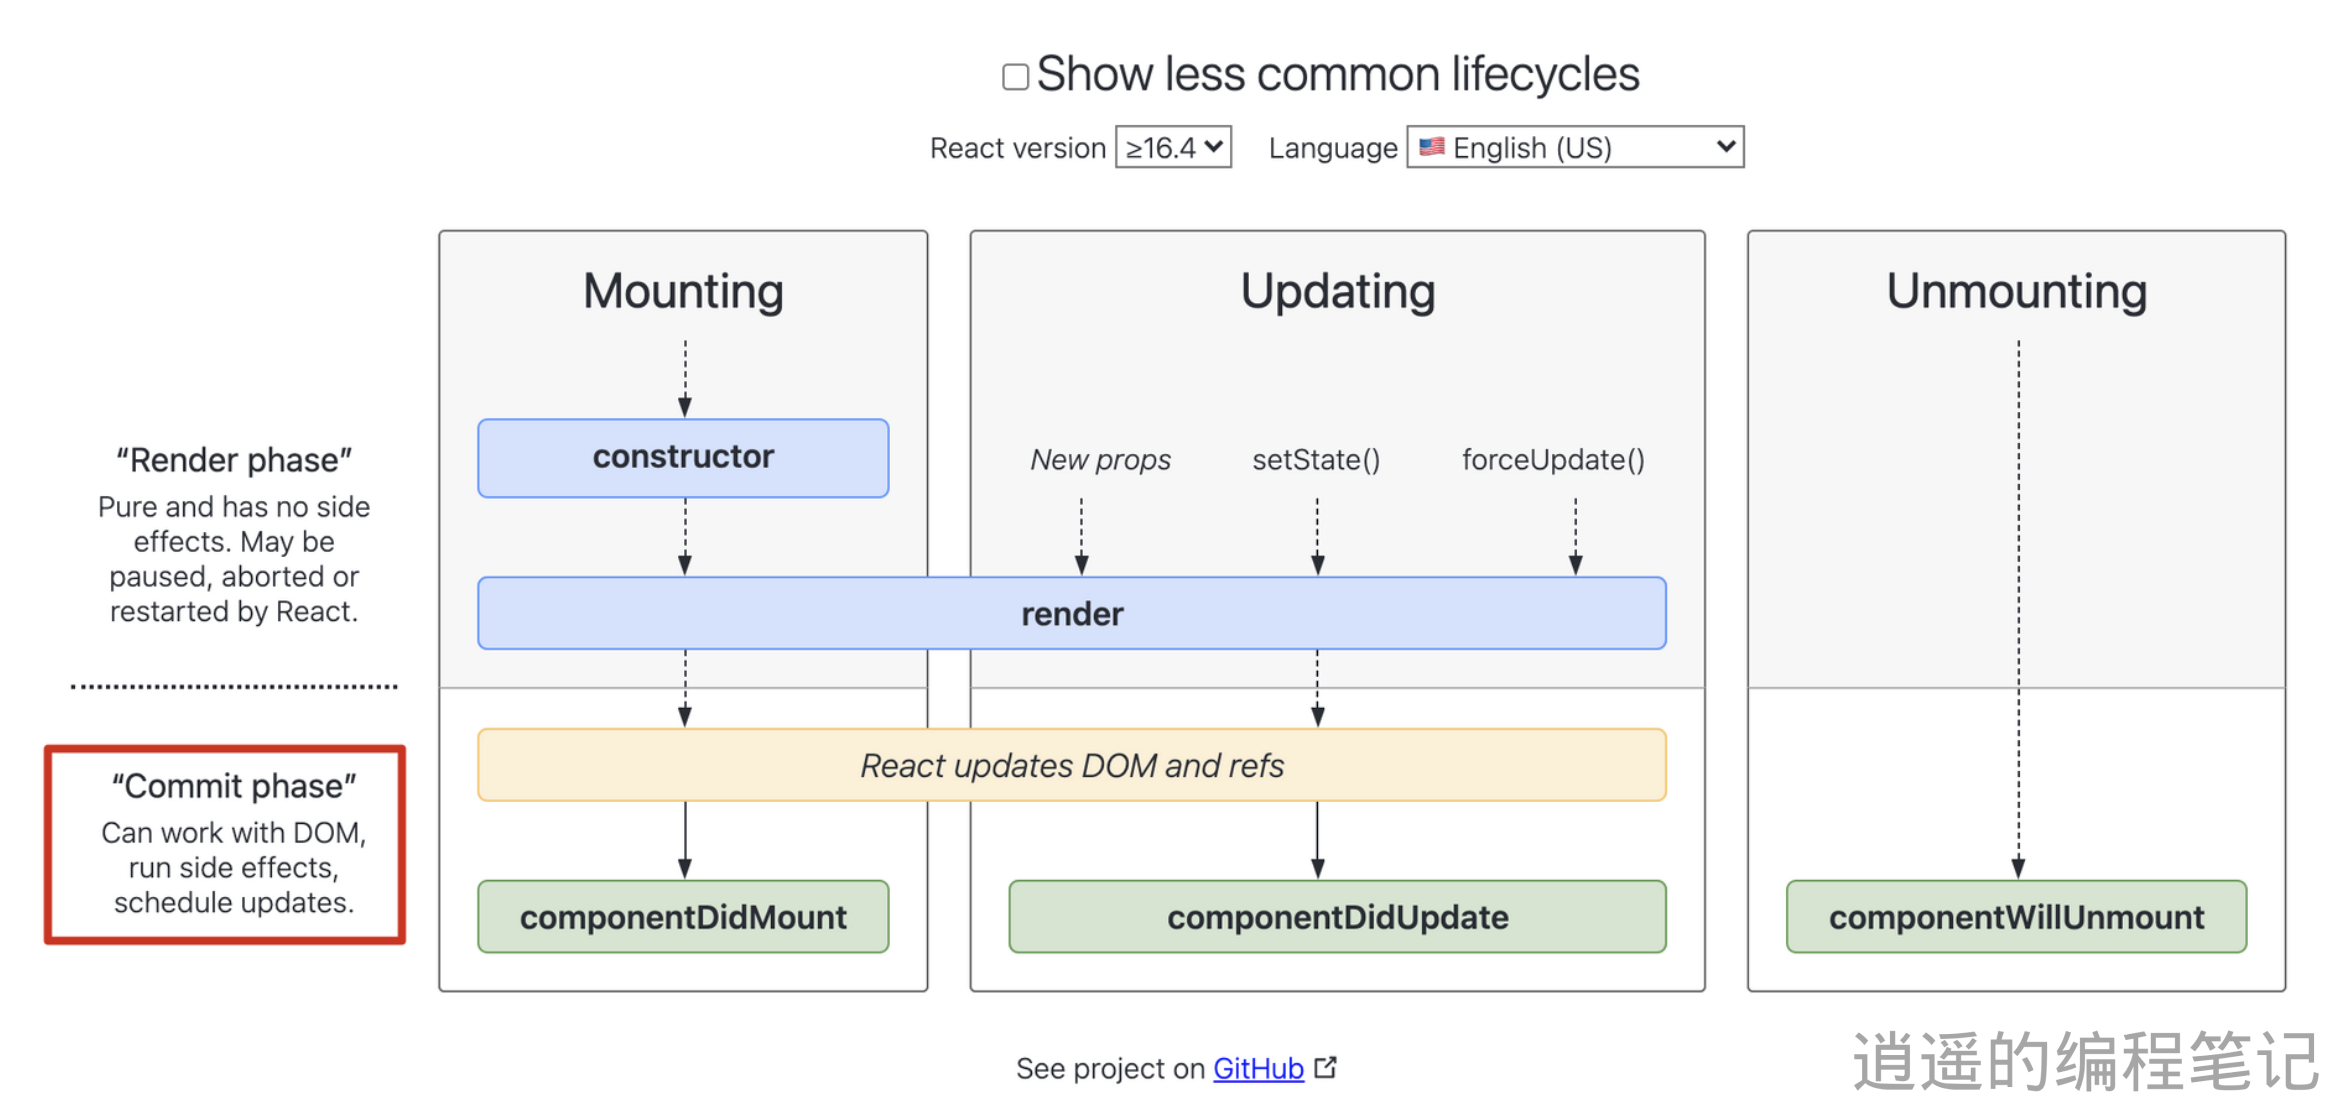 Show less common lifecycles
React version ≥16.4 Language English (US)
Mounting
Updating
Unmounting
“Render phase”
Pure and has no side
effects. May be
paused, aborted or
restarted by React.
constructor
New props
setState()
forceUpdate()
render
“Commit phase”
Can work with DOM,
run side effects,
schedule updates.
React updates DOM and refs
componentDidMount
componentDidUpdate
componentWillUnmount
See project on GitHub
逍遥的编程笔记